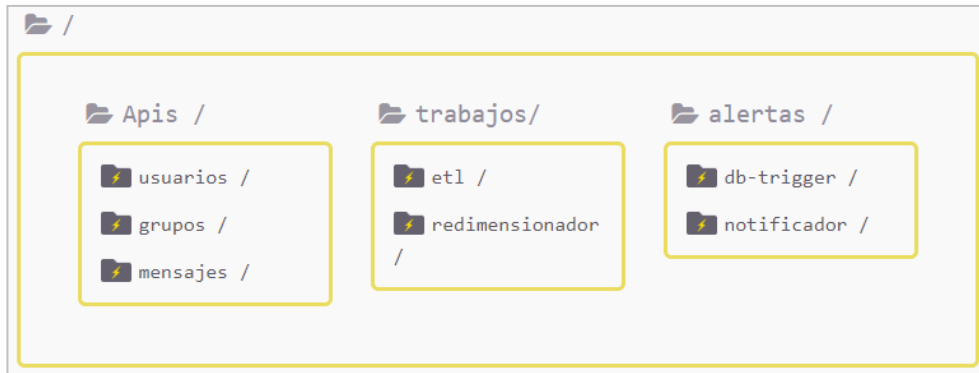 /
Apis /
usuarios /
grupos /
mensajes /
trabajos/
etl /
redimensionador
/
alertas /
db-trigger /
notificador /